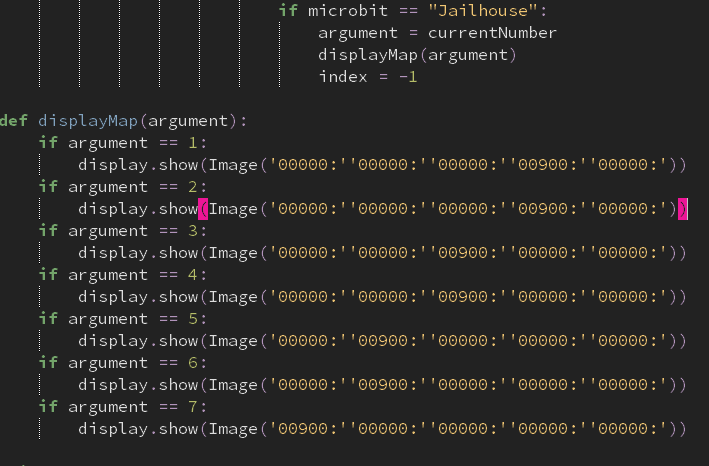 if microbit == "Jailhouse":
argument = currentNumber
displayMap(argument)
index = -1
def displayMap(argument):
if argument == 1:
display.show(Image('00000:''00000:''00000:''00900:''00000:'))
if argument == 2:
display.show(Image('00000:''00000:''00000:''00900:''00000:'))
if argument == 3:
display.show(Image('00000:''00000:''00900:''00000:''00000:'))
if argument == 4:
display.show(Image('00000:''00000:''00900:''00000:''00000:'))
if argument == 5:
display.show(Image('00000:''00900:''00000:''00000:''00000:'))
if argument == 6:
display.show(Image('00000:''00900:''00000:''00000:''00000:'))
if argument == 7:
display.show(Image('00900:''00000:''00000:''00000:''00000:'))